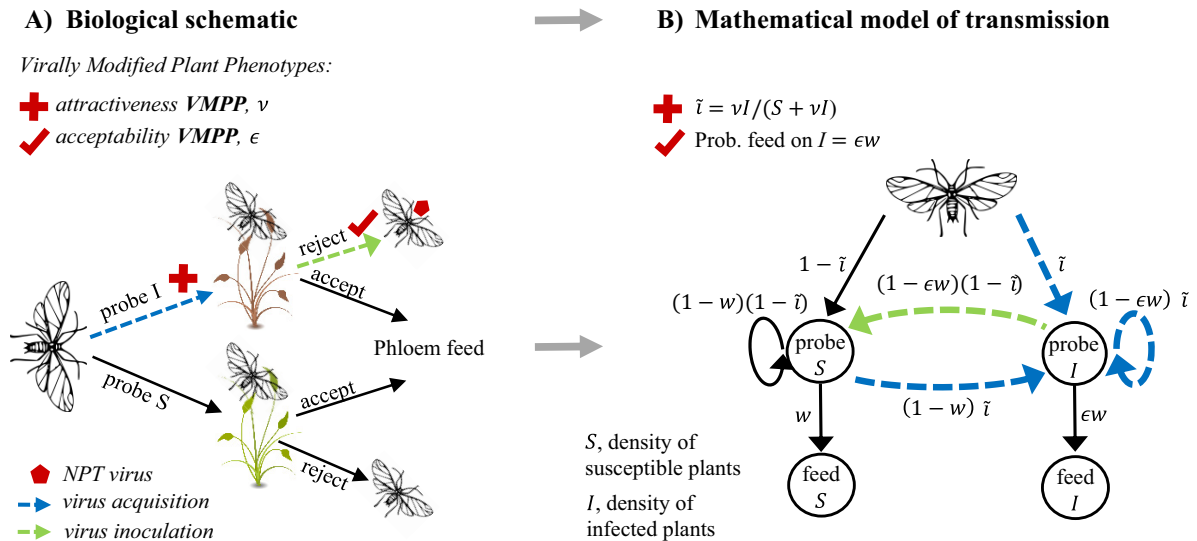 A) Biological schematic
Virally Modified Plant Phenotypes:
attractiveness VMPP, ν
acceptability VMPP, ϵ
probe I
reject
accept
Phloem feed
probe S
accept
reject
NPT virus
virus acquisition
virus inoculation
B) Mathematical model of transmission
ĩ = νI/(S + νI)
Prob. feed on I = ϵw
1 − ĩ
ĩ
(1 − w)(1 − ĩ)
(1 − ϵw)(1 − ĩ)
(1 − ϵw) ĩ
probe
S
probe
I
(1 − w) ĩ
w
ϵw
feed
S
feed
I
S, density of
susceptible plants
I, density of
infected plants